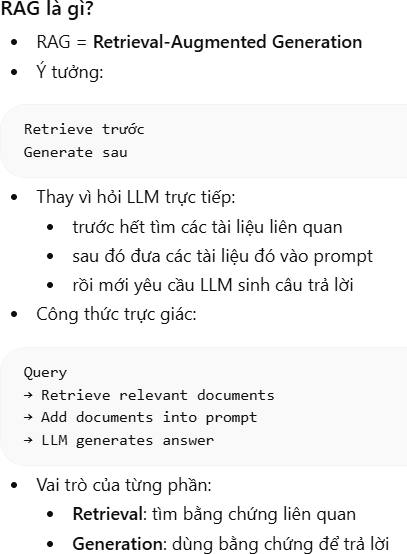 RAG là gì?
• RAG = Retrieval-Augmented Generation
• Ý tưởng:
Retrieve trước
Generate sau
• Thay vì hỏi LLM trực tiếp:
• trước hết tìm các tài liệu liên quan
• sau đó đưa các tài liệu đó vào prompt
• rồi mới yêu cầu LLM sinh câu trả lời
• Công thức trực giác:
Query
→ Retrieve relevant documents
→ Add documents into prompt
→ LLM generates answer
• Vai trò của từng phần:
• Retrieval: tìm bằng chứng liên quan
• Generation: dùng bằng chứng để trả lời